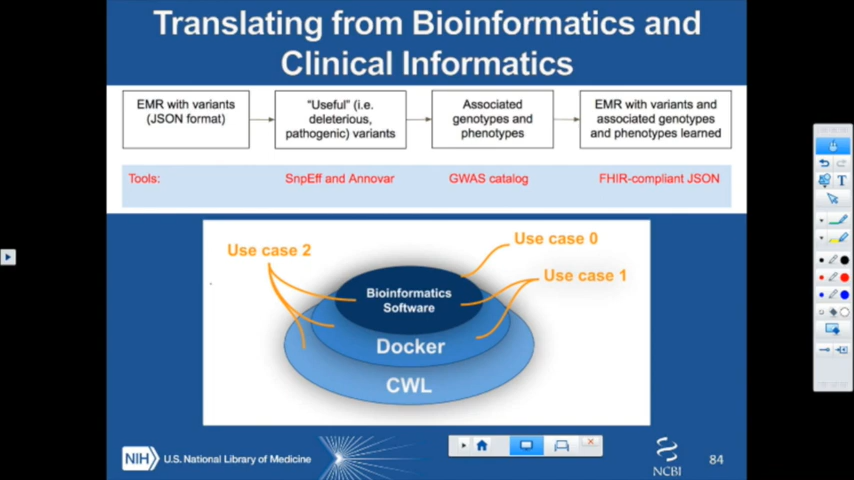 Translating from Bioinformatics and
Clinical Informatics
EMR with variants
(JSON format)
"Useful" (i.e.
deleterious,
pathogenic) variants
Associated
genotypes and
phenotypes
EMR with variants and
associated genotypes
and phenotypes learned
Tools:
SnpEff and Annovar
GWAS catalog
FHIR-compliant JSON
Use case 0
Use case 2
Use case 1
Bioinformatics
Software
Docker
CWL
NIH
U.S. National Library of Medicine
NCBI
84
T